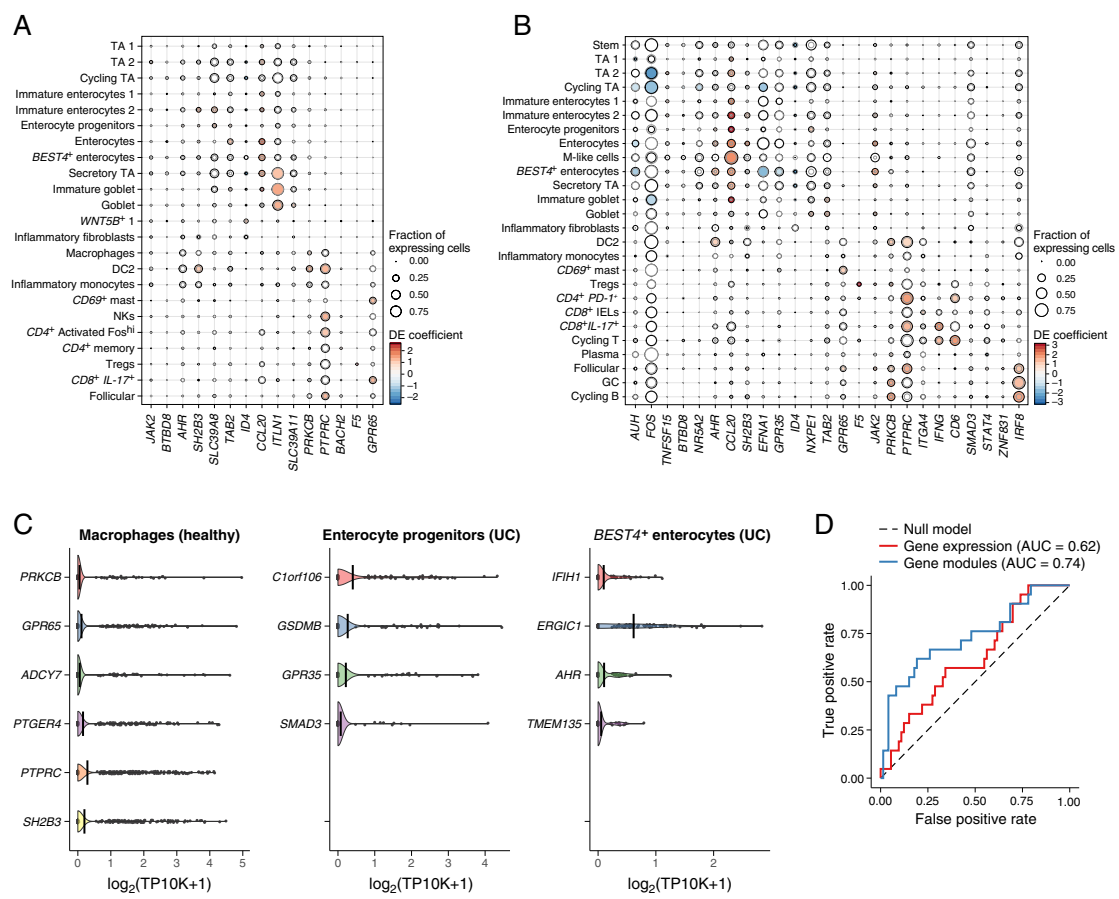 A
TA 1
TA 2
Cycling TA
Immature enterocytes 1
Immature enterocytes 2
Enterocyte progenitors
Enterocytes
BEST4+ enterocytes
Secretory TA
Immature goblet
Goblet
WNT5B+ 1
Inflammatory fibroblasts
Macrophages
DC2
Inflammatory monocytes
CD69+ mast
NKs
CD4+ Activated Foshi
CD4+ memory
Tregs
CD8+ IL-17+
Follicular
JAK2
BTBD8
AHR
SH2B3
SLC39A8
TAB2
ID4
CCL20
ITLN1
SLC39A11
PRKCB
PTPRC
BACH2
F5
GPR65
Fraction of
expressing cells
0.00
0.25
0.50
0.75
DE coefficient
2
1
0
−1
−2
B
Stem
TA 1
TA 2
Cycling TA
Immature enterocytes 1
Immature enterocytes 2
Enterocyte progenitors
Enterocytes
M-like cells
BEST4+ enterocytes
Secretory TA
Immature goblet
Goblet
Inflammatory fibroblasts
DC2
Inflammatory monocytes
CD69+ mast
Tregs
CD4+ PD-1+
CD8+ IELs
CD8+IL-17+
Cycling T
Plasma
Follicular
GC
Cycling B
AUH
FOS
TNFSF15
BTBD8
NR5A2
AHR
CCL20
SH2B3
EFNA1
GPR35
ID4
NXPE1
TAB2
GPR65
F5
JAK2
PRKCB
PTPRC
ITGA4
IFNG
CD6
SMAD3
STAT4
ZNF831
IRF8
Fraction of
expressing cells
0.00
0.25
0.50
0.75
DE coefficient
3
2
1
0
−1
−2
−3
C
Macrophages (healthy)
PRKCB
GPR65
ADCY7
PTGER4
PTPRC
SH2B3
0 1 2 3 4 5
log2(TP10K+1)
Enterocyte progenitors (UC)
C1orf106
GSDMB
GPR35
SMAD3
0 1 2 3 4
log2(TP10K+1)
BEST4+ enterocytes (UC)
IFIH1
ERGIC1
AHR
TMEM135
0 1 2
log2(TP10K+1)
D
Null model
Gene expression (AUC = 0.62)
Gene modules (AUC = 0.74)
True positive rate
1.00
0.75
0.50
0.25
0.00
0.00 0.25 0.50 0.75 1.00
False positive rate